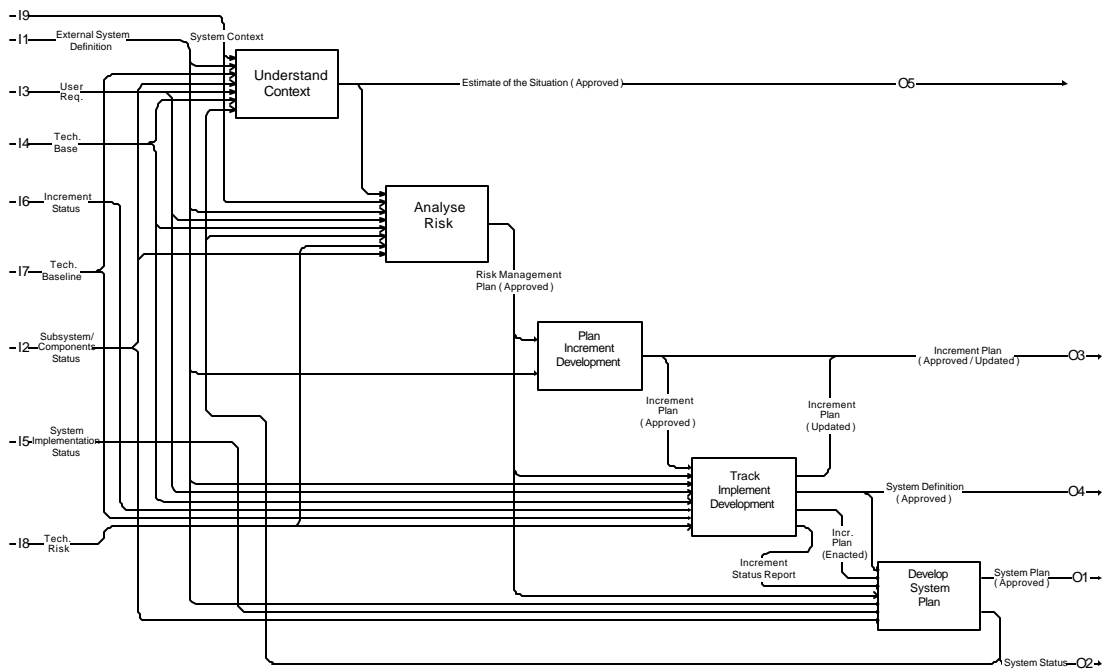 I9
I1
External System
Definition
System Context
Understand
Context
Estimate of the Situation ( Approved )
O5
I3
User
Req.
I4
Tech.
Base
I6
Increment
Status
Analyse
Risk
I7
Tech.
Baseline
Risk Management
Plan ( Approved )
I2
Subsystem/
Components
Status
Plan
Increment
Development
Increment Plan
( Approved / Updated )
O3
Increment
Plan
( Approved )
Increment
Plan
( Updated )
I5
System
Implementation
Status
Track
Implement
Development
System Definition
( Approved )
O4
I8
Tech.
Risk
Incr.
Plan
(Enacted)
Increment
Status Report
Develop
System
Plan
System Plan
( Approved )
O1
System Status
O2